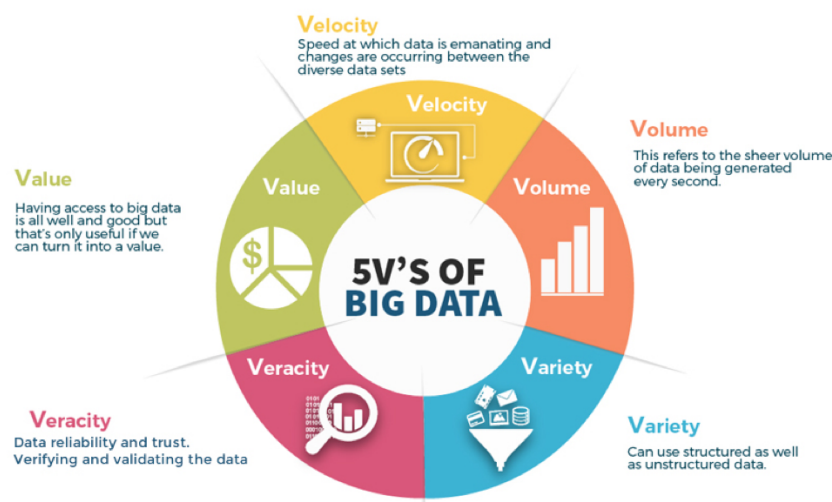 Velocity
Speed at which data is emanating and
changes are occurring between the
diverse data sets
Velocity
Volume
This refers to the sheer volume
of data being generated
every second.
Value
Having access to big data
is all well and good but
that's only useful if we
can turn it into a value.
Value
Volume
$
5V'S OF
BIG DATA
Veracity
Variety
Veracity
Data reliability and trust.
Verifying and validating the data
Variety
Can use structured as well
as unstructured data.